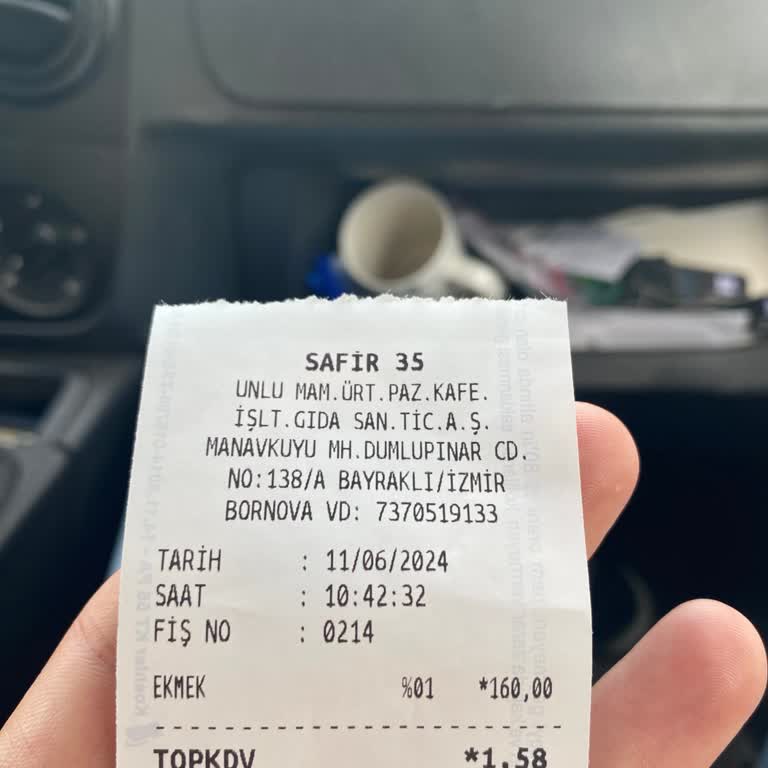 SAFİR 35
UNLU MAM.ÜRT.PAZ.KAFE.
İŞLT.GIDA SAN.TİC.A.Ş.
MANAVKUYU MH.DUMLUPINAR CD.
NO:138/A BAYRAKLI/İZMİR
BORNOVA VD: 7370519133
TARİH : 11/06/2024
SAAT : 10:42:32
FİŞ NO : 0214
EKMEK %01 *160,00
TOPKDV *1,58